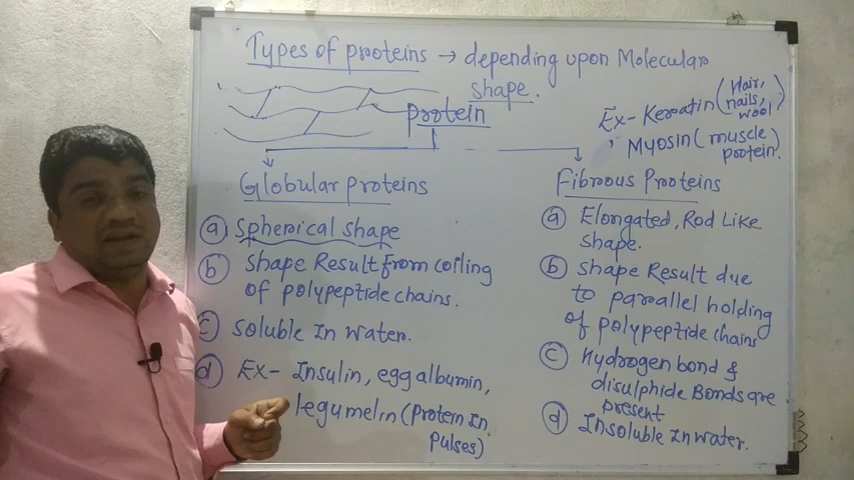 Types of proteins → depending upon Molecular
shape.
protein
Ex- Keratin (Hair,
nails,
wool)
Myosin (muscle
protein.)
Globular proteins
(a) Spherical shape
(b) Shape Result from coiling
of polypeptide chains.
(c) Soluble In water.
(d) Ex- Insulin, egg albumin,
legumelin (Protein In
pulses)
Fibrous Proteins
(a) Elongated, Rod Like
shape.
(b) Shape Result due
to parallel holding
of polypeptide chains
(c) Hydrogen bond &
disulphide Bonds are
present
(d) Insoluble In water.